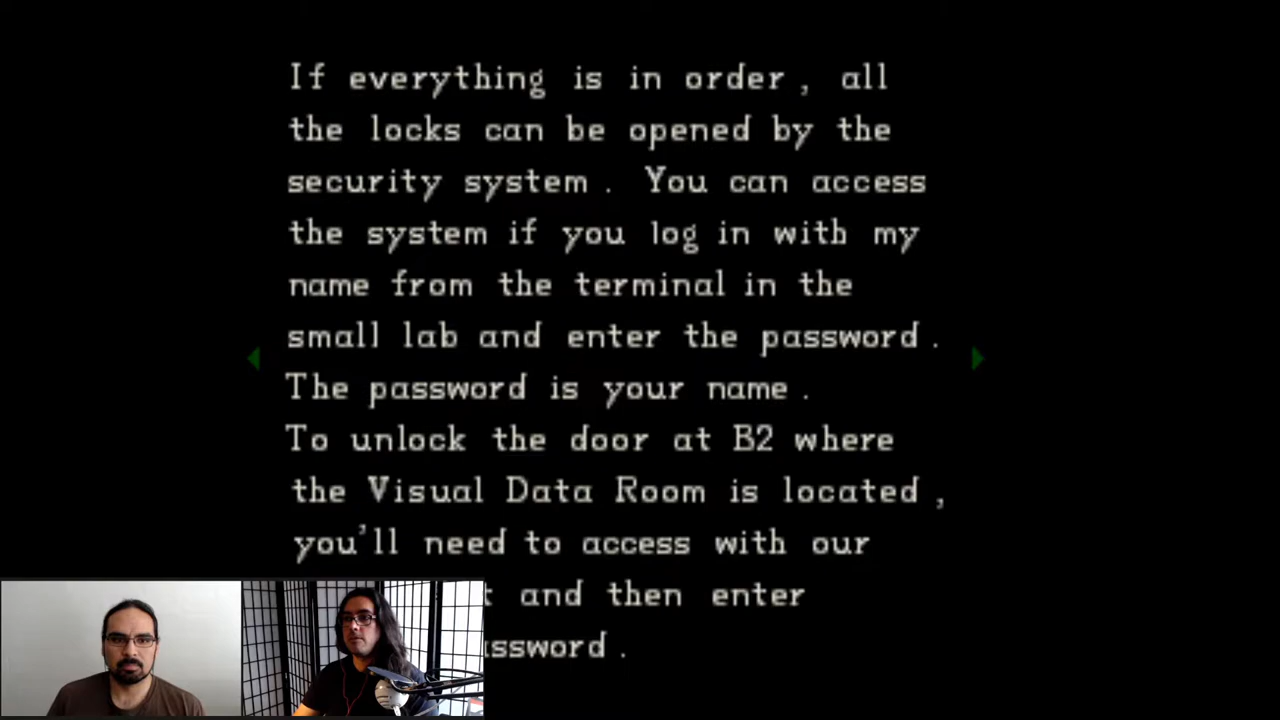 If everything is in order , all
the locks can be opened by the
security system . You can access
the system if you log in with my
name from the terminal in the
small lab and enter the password .
The password is your name .
To unlock the door at B2 where
the Visual Data Room is located ,
you'll need to access with our
and then enter